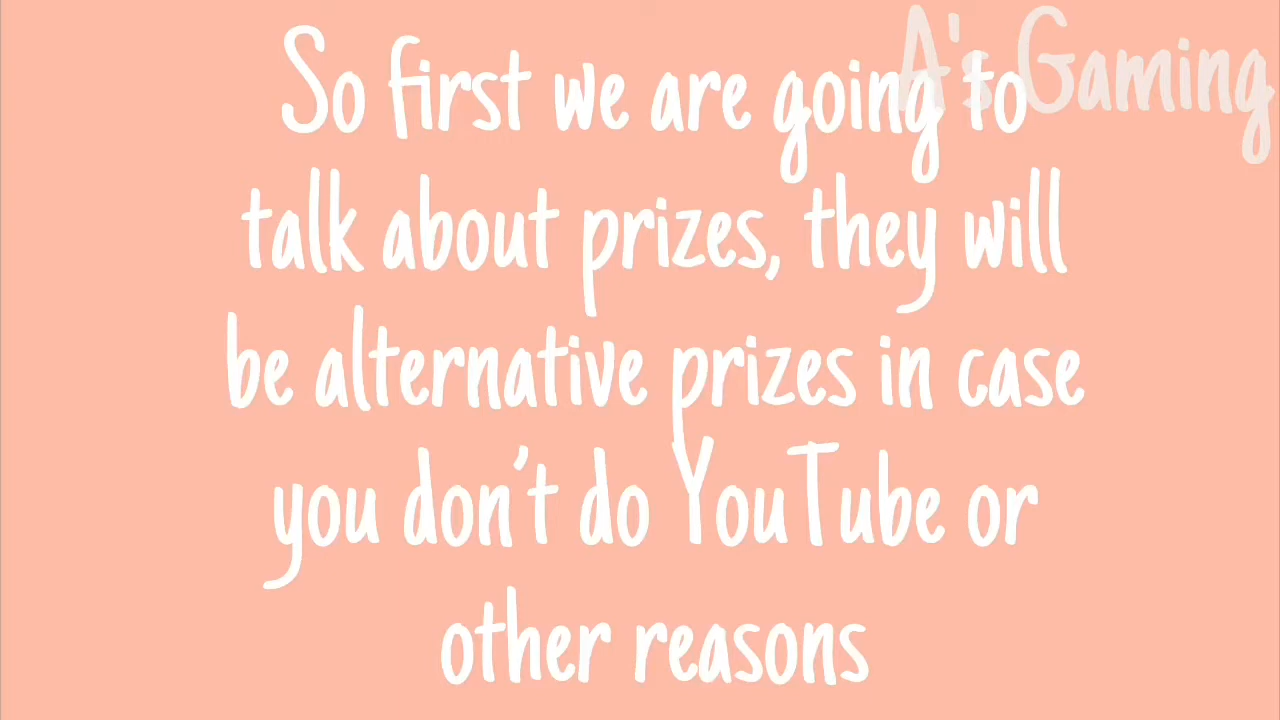 A's Gaming
So first we are going to
talk about prizes, they will
be alternative prizes in case
you don't do YouTube or
other reasons